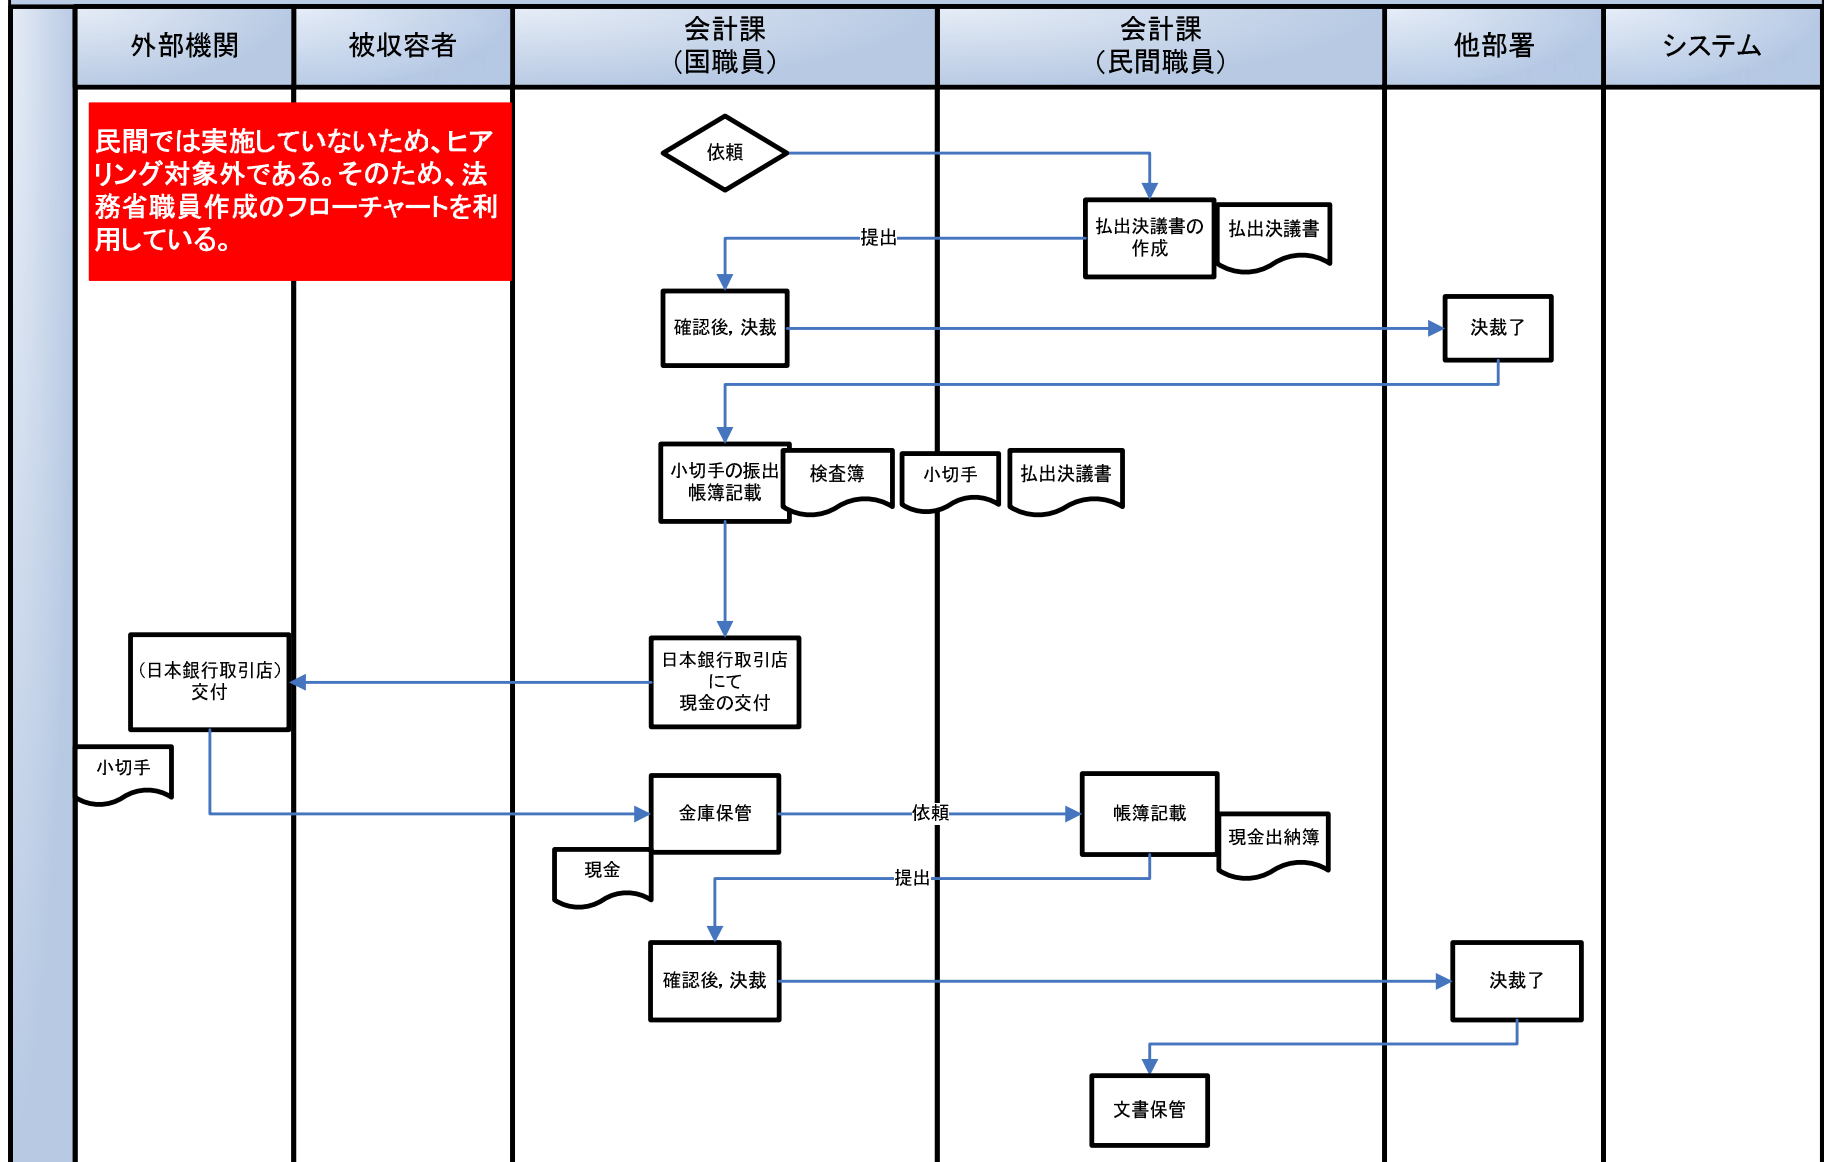 外部機関
被収容者
会計課
（国職員）
会計課
（民間職員）
他部署
システム
民間では実施していないため、ヒア
リング対象外である。そのため、法
務省職員作成のフローチャートを利
用している。
依頼
払出決議書の
作成
払出決議書
提出
確認後，決裁
決裁了
小切手の振出
帳簿記載
検査簿
小切手
払出決議書
（日本銀行取引店）
交付
日本銀行取引店
にて
現金の交付
小切手
金庫保管
依頼
帳簿記載
現金出納簿
現金
提出
確認後，決裁
決裁了
文書保管